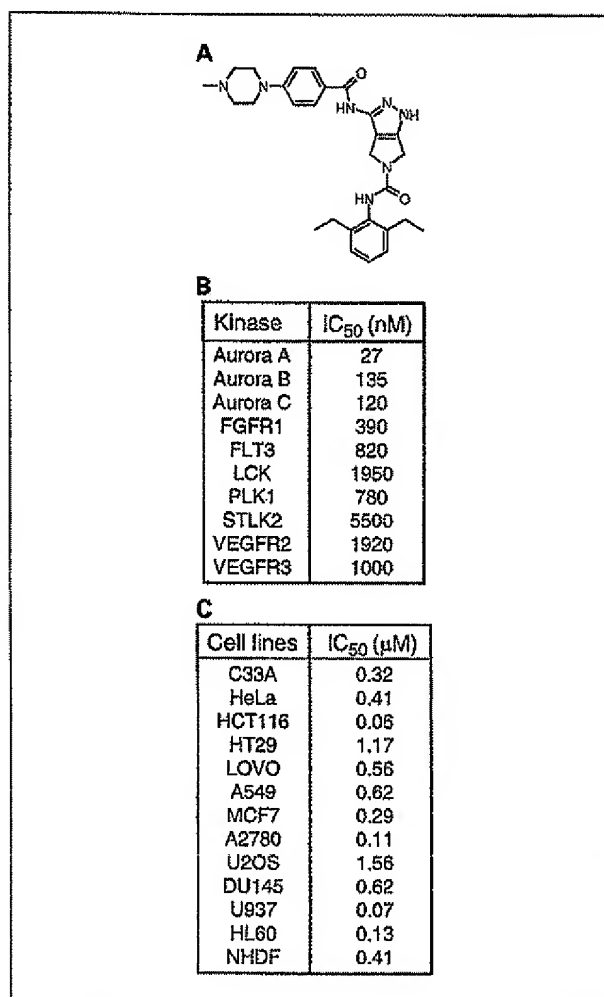 A
O
N
N
HN
N
NH
N
HN
O
B
Kinase IC50 (nM)
Aurora A 27
Aurora B 135
Aurora C 120
FGFR1 390
FLT3 820
LCK 1950
PLK1 780
STLK2 5500
VEGFR2 1920
VEGFR3 1000
C
Cell lines IC50 (µM)
C33A 0.32
HeLa 0.41
HCT116 0.06
HT29 1.17
LOVO 0.56
A549 0.62
MCF7 0.29
A2780 0.11
U2OS 1.56
DU145 0.62
U937 0.07
HL60 0.13
NHDF 0.41